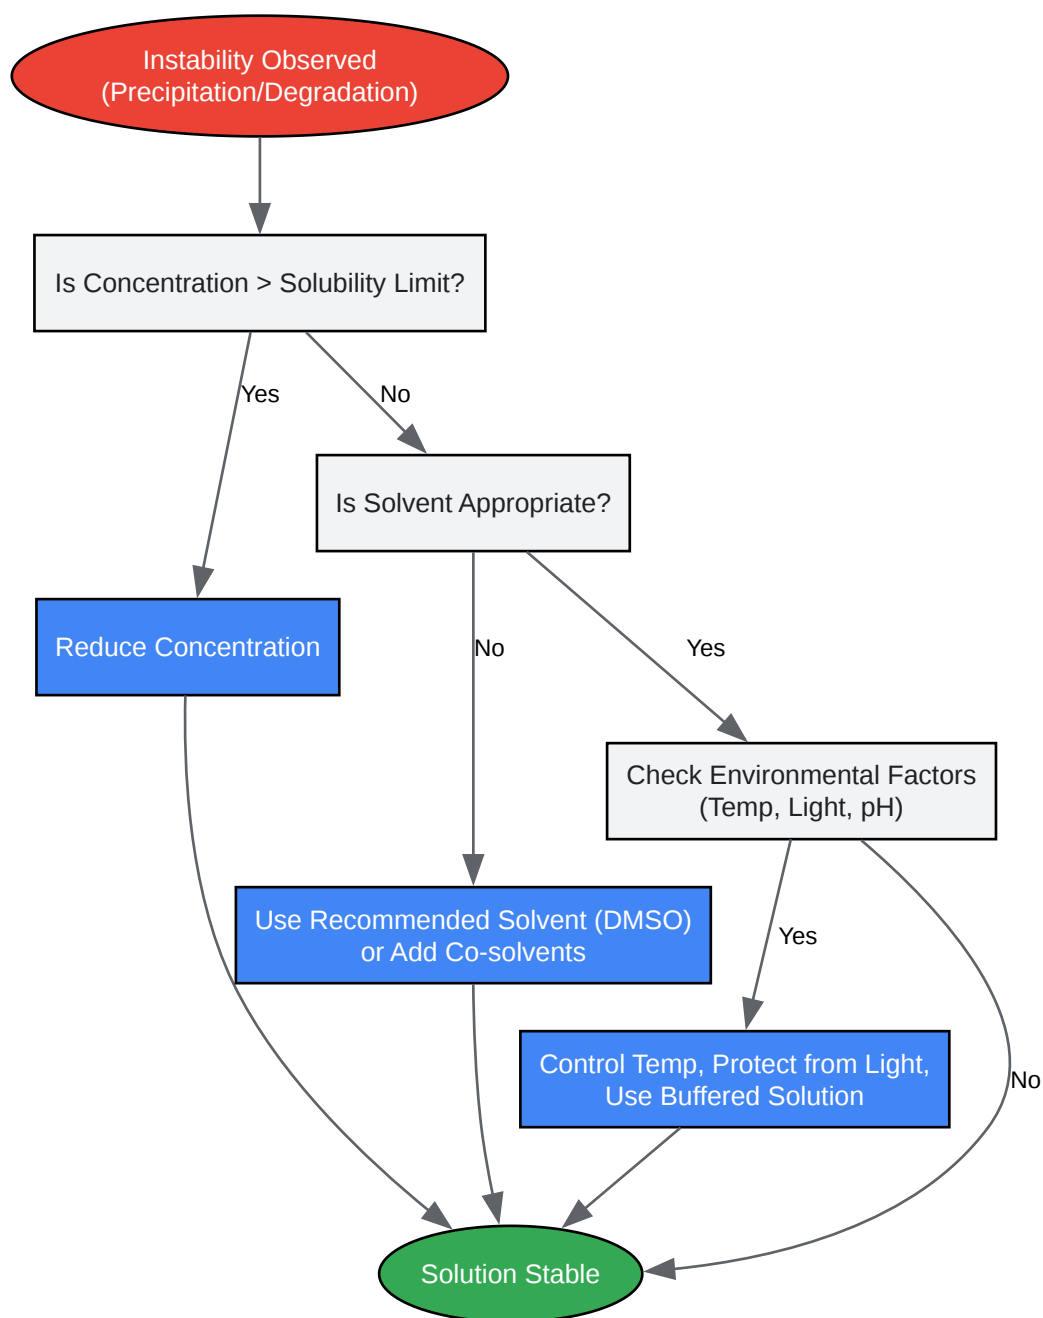 Instability Observed
(Precipitation/Degradation)
Is Concentration > Solubility Limit?
Yes
No
Is Solvent Appropriate?
Reduce Concentration
No
Yes
Check Environmental Factors
(Temp, Light, pH)
Use Recommended Solvent (DMSO)
or Add Co-solvents
Yes
Control Temp, Protect from Light,
Use Buffered Solution
No
Solution Stable